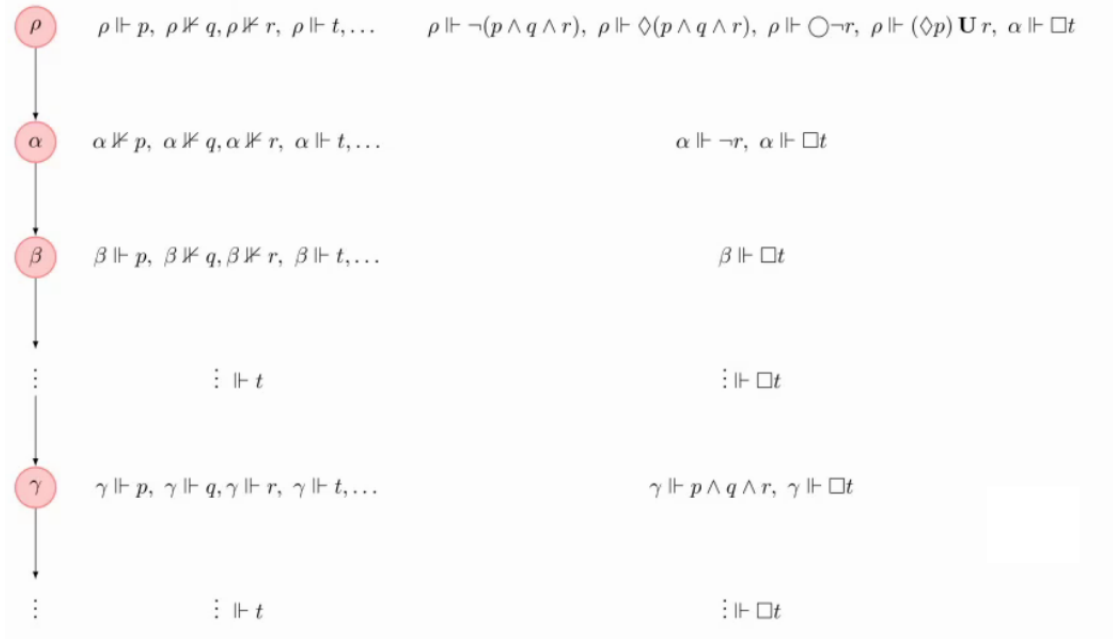 ρ ρ ⊩ p, ρ ⊮ q, ρ ⊮ r, ρ ⊩ t, … ρ ⊩ ¬(p ∧ q ∧ r), ρ ⊩ ◊(p ∧ q ∧ r), ρ ⊩ ◯¬r, ρ ⊩ (◊p) U r, α ⊩ □t
α α ⊮ p, α ⊮ q, α ⊮ r, α ⊩ t, … α ⊩ ¬r, α ⊩ □t
β β ⊩ p, β ⊮ q, β ⊮ r, β ⊩ t, … β ⊩ □t
⋮ ⋮ ⊩ t ⋮ ⊩ □t
γ γ ⊩ p, γ ⊩ q, γ ⊩ r, γ ⊩ t, … γ ⊩ p ∧ q ∧ r, γ ⊩ □t
⋮ ⋮ ⊩ t ⋮ ⊩ □t